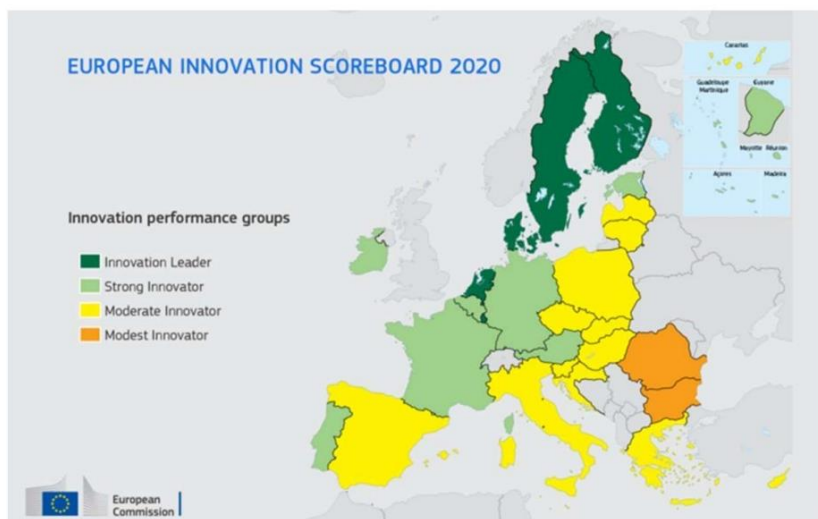 EUROPEAN INNOVATION SCOREBOARD 2020
Canarias
Guadeloupe
Martinique
Guyane
Mayotte
Réunion
Açores
Madeira
Innovation performance groups
Innovation Leader
Strong Innovator
Moderate Innovator
Modest Innovator
European
Commission